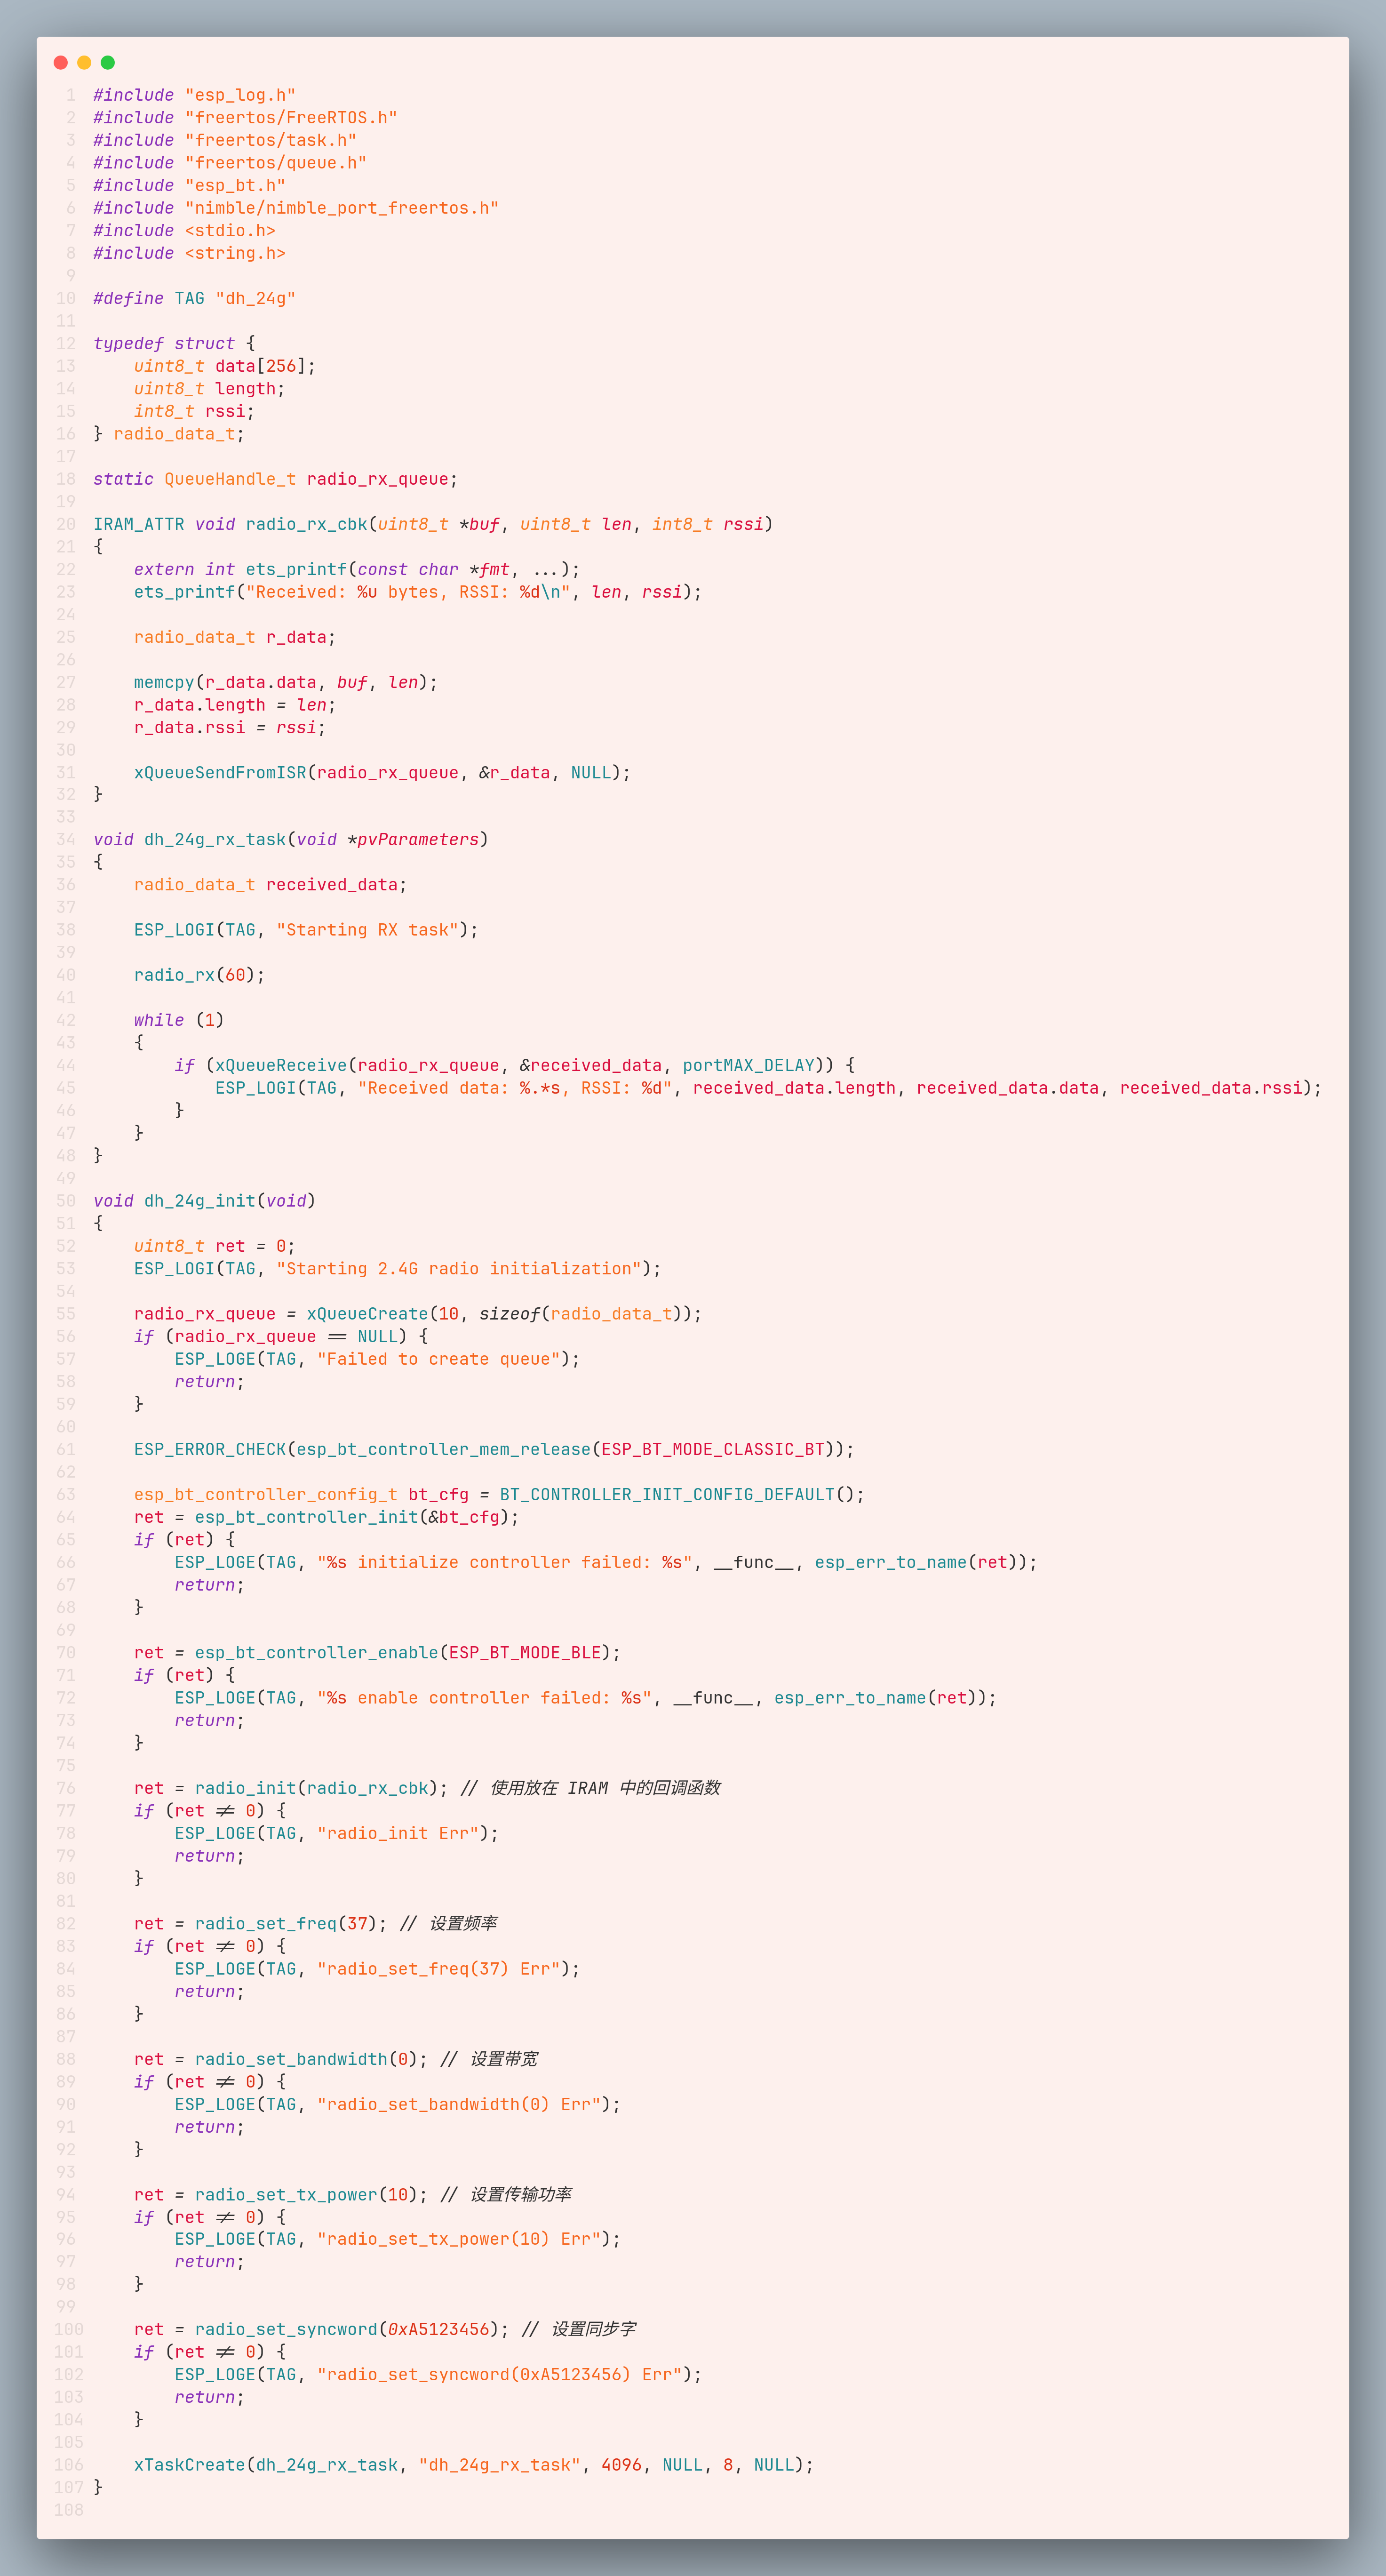 1 #include "esp_log.h"
2 #include "freertos/FreeRTOS.h"
3 #include "freertos/task.h"
4 #include "freertos/queue.h"
5 #include "esp_bt.h"
6 #include "nimble/nimble_port_freertos.h"
7 #include <stdio.h>
8 #include <string.h>
9
10 #define TAG "dh_24g"
11
12 typedef struct {
13     uint8_t data[256];
14     uint8_t length;
15     int8_t rssi;
16 } radio_data_t;
17
18 static QueueHandle_t radio_rx_queue;
19
20 IRAM_ATTR void radio_rx_cbk(uint8_t *buf, uint8_t len, int8_t rssi)
21 {
22     extern int ets_printf(const char *fmt, ...);
23     ets_printf("Received: %u bytes, RSSI: %d\n", len, rssi);
24
25     radio_data_t r_data;
26
27     memcpy(r_data.data, buf, len);
28     r_data.length = len;
29     r_data.rssi = rssi;
30
31     xQueueSendFromISR(radio_rx_queue, &r_data, NULL);
32 }
33
34 void dh_24g_rx_task(void *pvParameters)
35 {
36     radio_data_t received_data;
37
38     ESP_LOGI(TAG, "Starting RX task");
39
40     radio_rx(60);
41
42     while (1)
43     {
44         if (xQueueReceive(radio_rx_queue, &received_data, portMAX_DELAY)) {
45             ESP_LOGI(TAG, "Received data: %.*s, RSSI: %d", received_data.length, received_data.data, received_data.rssi);
46         }
47     }
48 }
49
50 void dh_24g_init(void)
51 {
52     uint8_t ret = 0;
53     ESP_LOGI(TAG, "Starting 2.4G radio initialization");
54
55     radio_rx_queue = xQueueCreate(10, sizeof(radio_data_t));
56     if (radio_rx_queue == NULL) {
57         ESP_LOGE(TAG, "Failed to create queue");
58         return;
59     }
60
61     ESP_ERROR_CHECK(esp_bt_controller_mem_release(ESP_BT_MODE_CLASSIC_BT));
62
63     esp_bt_controller_config_t bt_cfg = BT_CONTROLLER_INIT_CONFIG_DEFAULT();
64     ret = esp_bt_controller_init(&bt_cfg);
65     if (ret) {
66         ESP_LOGE(TAG, "%s initialize controller failed: %s", __func__, esp_err_to_name(ret));
67         return;
68     }
69
70     ret = esp_bt_controller_enable(ESP_BT_MODE_BLE);
71     if (ret) {
72         ESP_LOGE(TAG, "%s enable controller failed: %s", __func__, esp_err_to_name(ret));
73         return;
74     }
75
76     ret = radio_init(radio_rx_cbk); // 使用放在 IRAM 中的回调函数
77     if (ret != 0) {
78         ESP_LOGE(TAG, "radio_init Err");
79         return;
80     }
81
82     ret = radio_set_freq(37); // 设置频率
83     if (ret != 0) {
84         ESP_LOGE(TAG, "radio_set_freq(37) Err");
85         return;
86     }
87
88     ret = radio_set_bandwidth(0); // 设置带宽
89     if (ret != 0) {
90         ESP_LOGE(TAG, "radio_set_bandwidth(0) Err");
91         return;
92     }
93
94     ret = radio_set_tx_power(10); // 设置传输功率
95     if (ret != 0) {
96         ESP_LOGE(TAG, "radio_set_tx_power(10) Err");
97         return;
98     }
99
100     ret = radio_set_syncword(0xA5123456); // 设置同步字
101     if (ret != 0) {
102         ESP_LOGE(TAG, "radio_set_syncword(0xA5123456) Err");
103         return;
104     }
105
106     xTaskCreate(dh_24g_rx_task, "dh_24g_rx_task", 4096, NULL, 8, NULL);
107 }
108